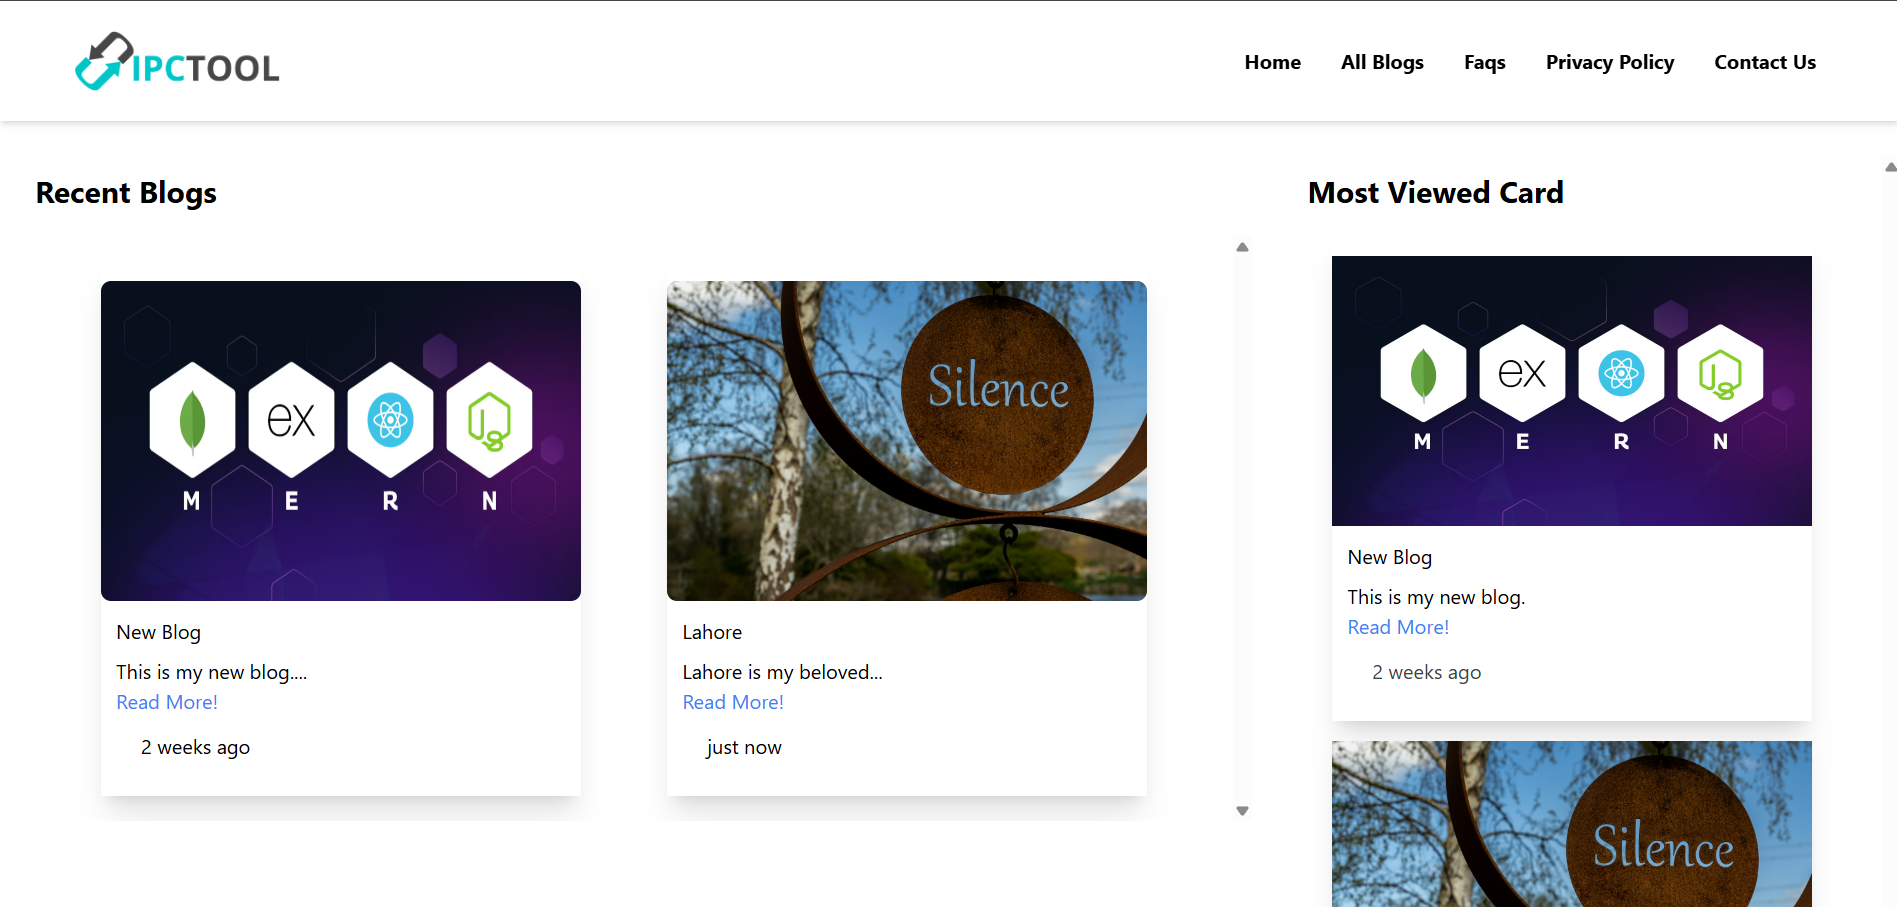 IPCTOOL
Home All Blogs Faqs Privacy Policy Contact Us
Recent Blogs
M E R N
ex
New Blog
This is my new blog....
Read More!
2 weeks ago
Silence
Lahore
Lahore is my beloved...
Read More!
just now
Most Viewed Card
ex
M E R N
New Blog
This is my new blog.
Read More!
2 weeks ago
Silence